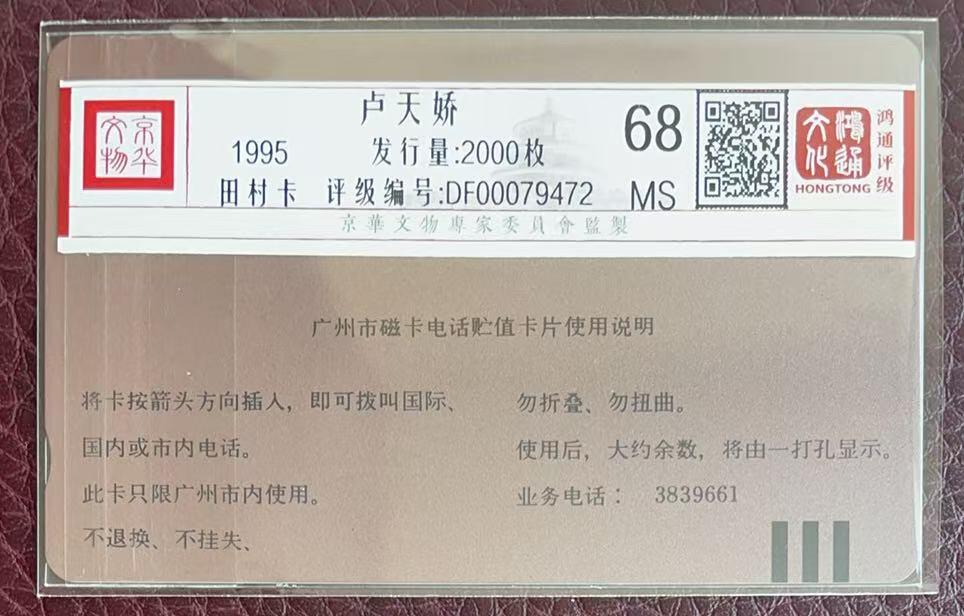 京华文物
卢天娇
1995 发行量:2000枚
田村卡 评级编号:DF00079472
68
MS
鸿通文化
HONGTONG
鸿通评级
京華文物專家委員會監製
广州市磁卡电话贮值卡片使用说明
将卡按箭头方向插入，即可拨叫国际、
国内或市内电话。
此卡只限广州市内使用。
不退换、不挂失、
勿折叠、勿扭曲。
使用后，大约余数，将由一打孔显示。
业务电话： 3839661